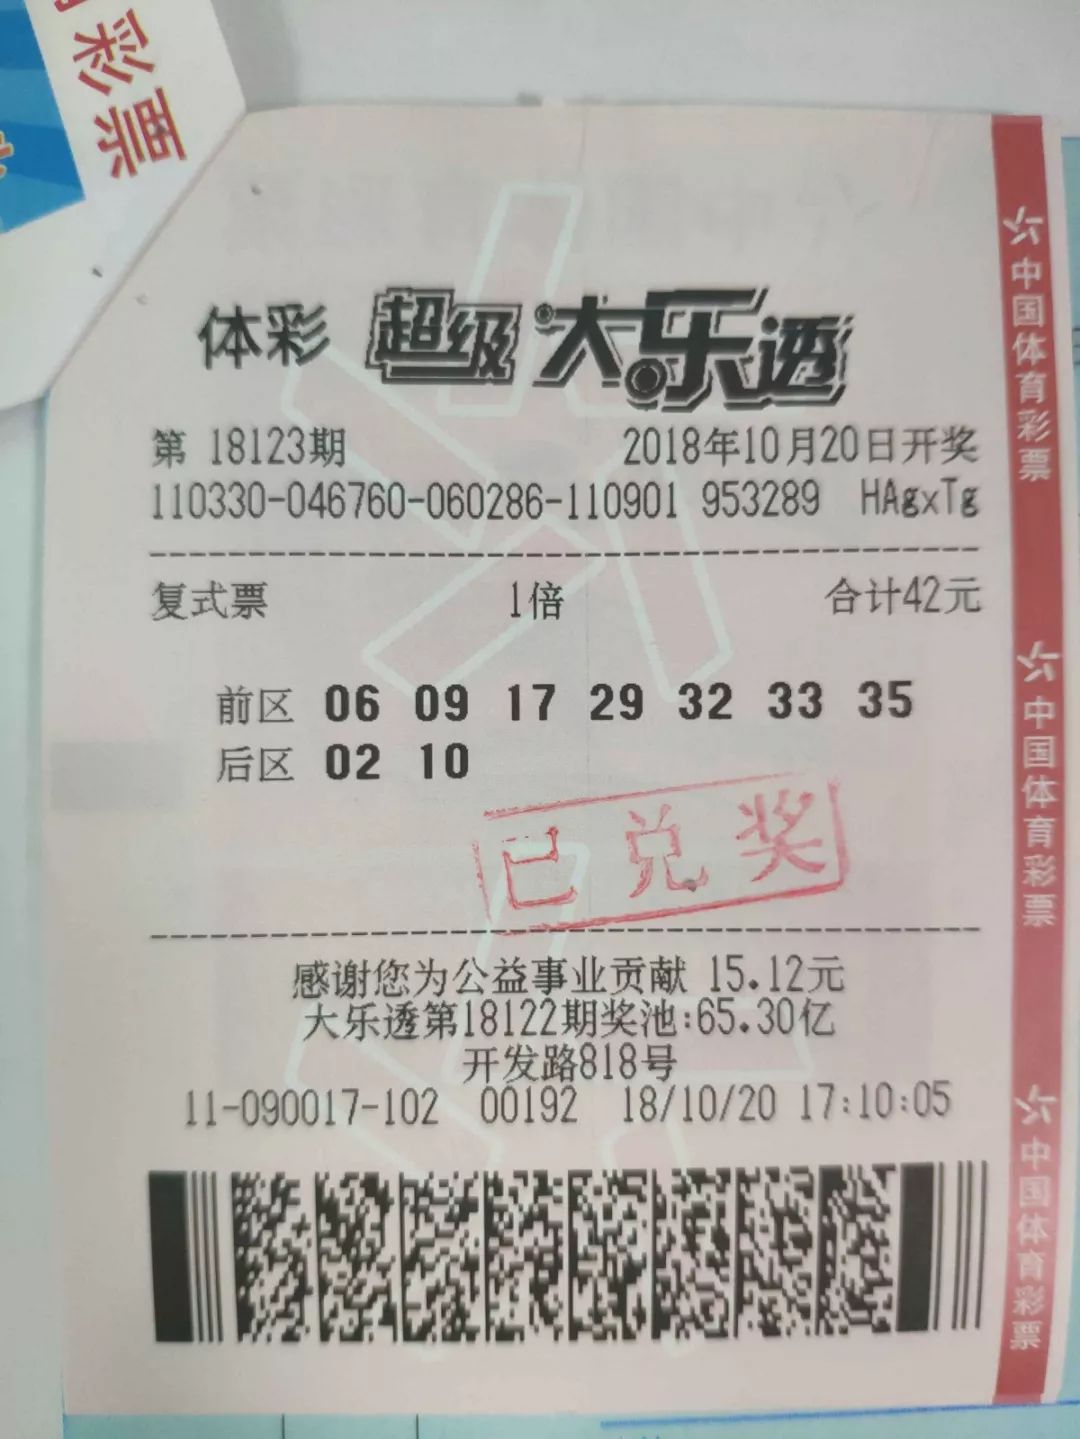 彩票
体彩 超级大乐透
第 18123期 2018年10月20日开奖
110330-046760-060286-110901 953289 HAgxTg
复式票 1倍 合计42元
前区 06 09 17 29 32 33 35
后区 02 10
已兑奖
感谢您为公益事业贡献 15.12元
大乐透第18122期奖池:65.30亿
开发路818号
11-090017-102 00192 18/10/20 17:10:05
中国体育彩票
中国体育彩票
中国体育彩票